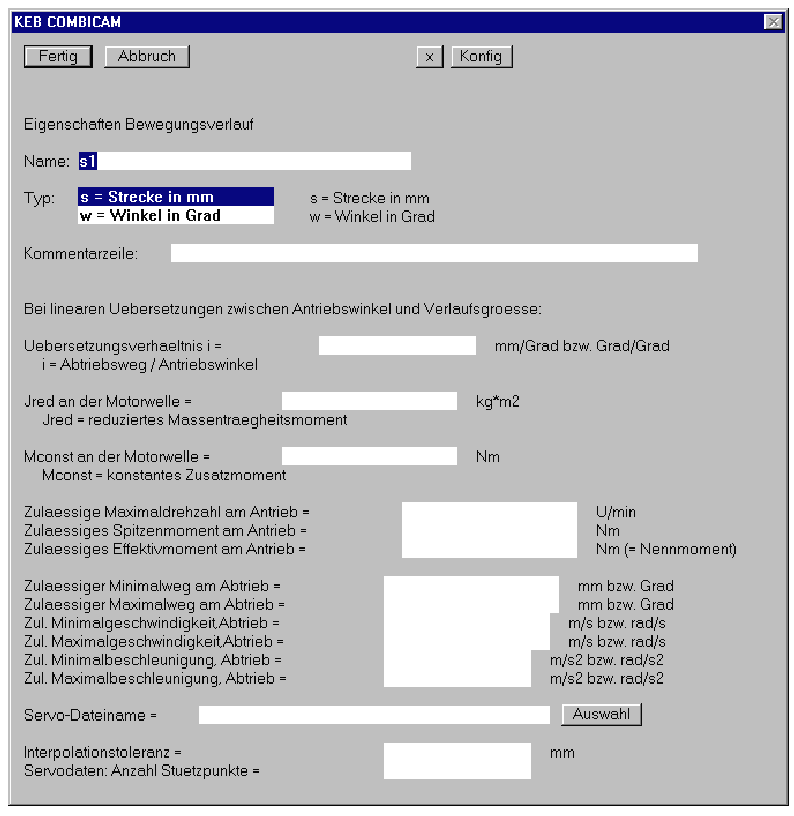 KEB COMBICAM
Fertig Abbruch x Konfig
Eigenschaften Bewegungsverlauf
Name: s1
Typ: s = Strecke in mm s = Strecke in mm
w = Winkel in Grad w = Winkel in Grad
Kommentarzeile:
Bei linearen Uebersetzungen zwischen Antriebswinkel und Verlaufsgroesse:
Uebersetzungsverhaeltnis i = mm/Grad bzw. Grad/Grad
i = Abtriebsweg / Antriebswinkel
Jred an der Motorwelle = kg*m2
Jred = reduziertes Massentraegheitsmoment
Mconst an der Motorwelle = Nm
Mconst = konstantes Zusatzmoment
Zulaessige Maximaldrehzahl am Antrieb = U/min
Zulaessiges Spitzenmoment am Antrieb = Nm
Zulaessiges Effektivmoment am Antrieb = Nm (= Nennmoment)
Zulaessiger Minimalweg am Abtrieb = mm bzw. Grad
Zulaessiger Maximalweg am Abtrieb = mm bzw. Grad
Zul. Minimalgeschwindigkeit,Abtrieb = m/s bzw. rad/s
Zul. Maximalgeschwindigkeit,Abtrieb = m/s bzw. rad/s
Zul. Minimalbeschleunigung, Abtrieb = m/s2 bzw. rad/s2
Zul. Maximalbeschleunigung, Abtrieb = m/s2 bzw. rad/s2
Servo-Dateiname = Auswahl
Interpolationstoleranz = mm
Servodaten: Anzahl Stuetzpunkte =